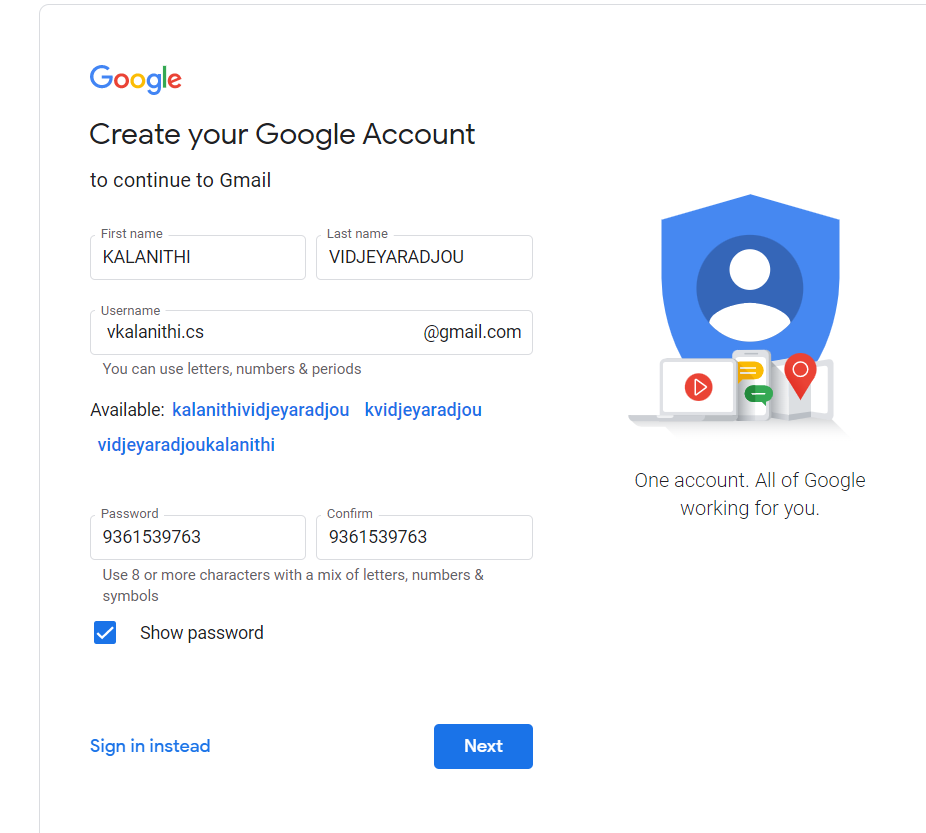 Google
Create your Google Account
to continue to Gmail
First name
Last name
KALANITHI
VIDJEYARADJOU
Username
vkalanithi.cs
@gmail.com
You can use letters, numbers & periods
Available: kalanithividjeyaradjou kvidjeyaradjou
vidjeyaradjoukalanithi
Password
Confirm
9361539763
9361539763
Use 8 or more characters with a mix of letters, numbers &
symbols
Show password
Sign in instead
Next
One account. All of Google
working for you.